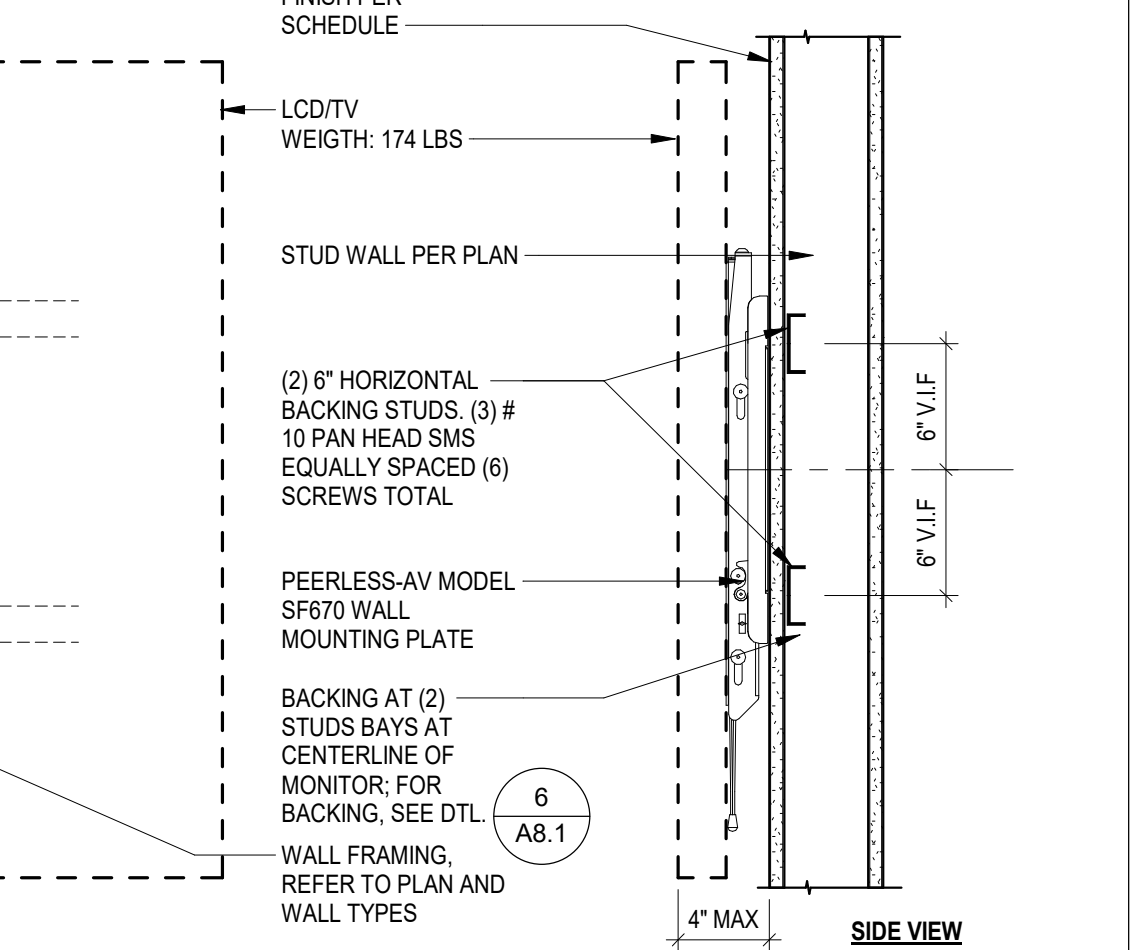 FINISH PER
SCHEDULE
LCD/TV
WEIGTH: 174 LBS
STUD WALL PER PLAN
(2) 6" HORIZONTAL
BACKING STUDS. (3) #
10 PAN HEAD SMS
EQUALLY SPACED (6)
SCREWS TOTAL
PEERLESS-AV MODEL
SF670 WALL
MOUNTING PLATE
BACKING AT (2)
STUDS BAYS AT
CENTERLINE OF
MONITOR; FOR
BACKING, SEE DTL.
6
A8.1
WALL FRAMING,
REFER TO PLAN AND
WALL TYPES
6" V.I.F
6" V.I.F
4" MAX
SIDE VIEW